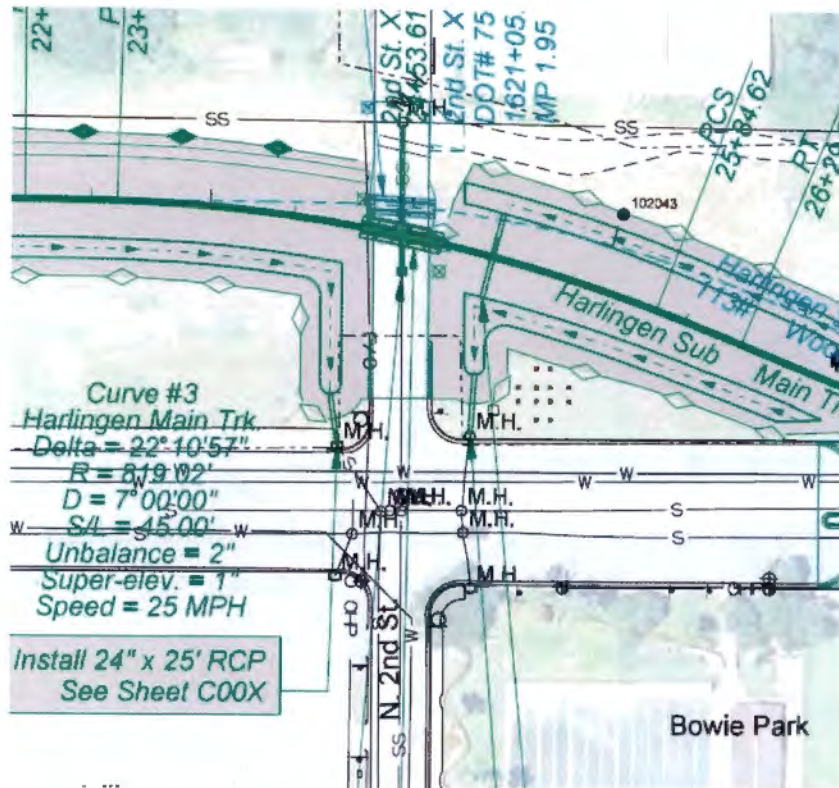 22+
23+
2nd St. X
2+453.61
2nd St. X
DOT# 75
1621+05.
MP 1.95
M.H.
SS
SS
PCS
25+84.62
PT
26+20
102043
Harlingen
113#
Harlingen Sub
Main T
Curve #3
Harlingen Main Trk.
Delta = 22°10'57"
R = 819.02'
D = 7°00'00"
S/L = 45.00'
Unbalance = 2"
Super-elev. = 1"
Speed = 25 MPH
M.H.
M.H.
W
W
W
W
W
W
M.H.
M.H.
M.H.
S
S
S
M.H.
M.H.
OHP
W
N. 2nd St
SS
Install 24" x 25' RCP
See Sheet C00X
Bowie Park